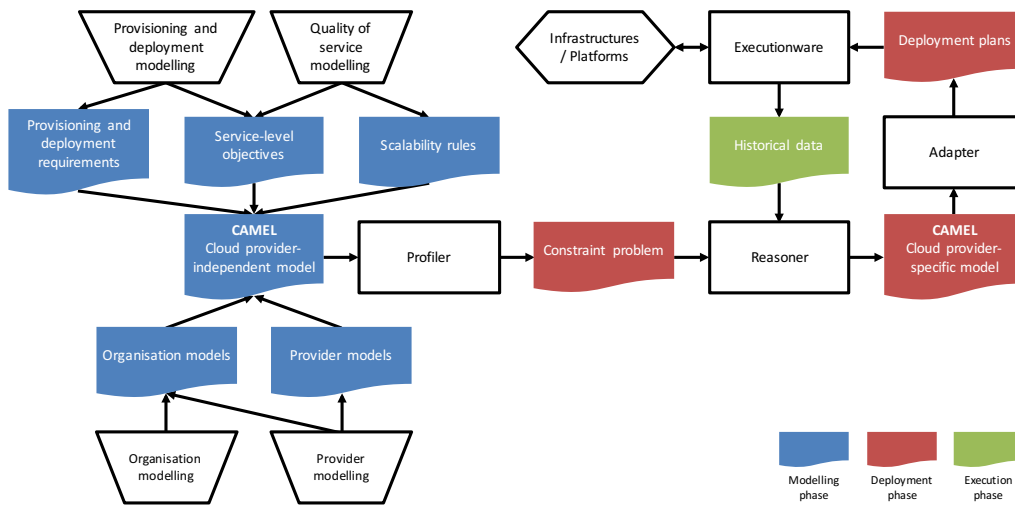 Provisioning and
deployment
modelling
Quality of
service
modelling
Infrastructures
/ Platforms
Executionware
Deployment plans
Provisioning and
deployment
requirements
Service-level
objectives
Scalability rules
Historical data
Adapter
CAMEL
Cloud provider-
independent model
Profiler
Constraint problem
Reasoner
CAMEL
Cloud provider-
specific model
Organisation models
Provider models
Organisation
modelling
Provider
modelling
Modelling
phase
Deployment
phase
Execution
phase